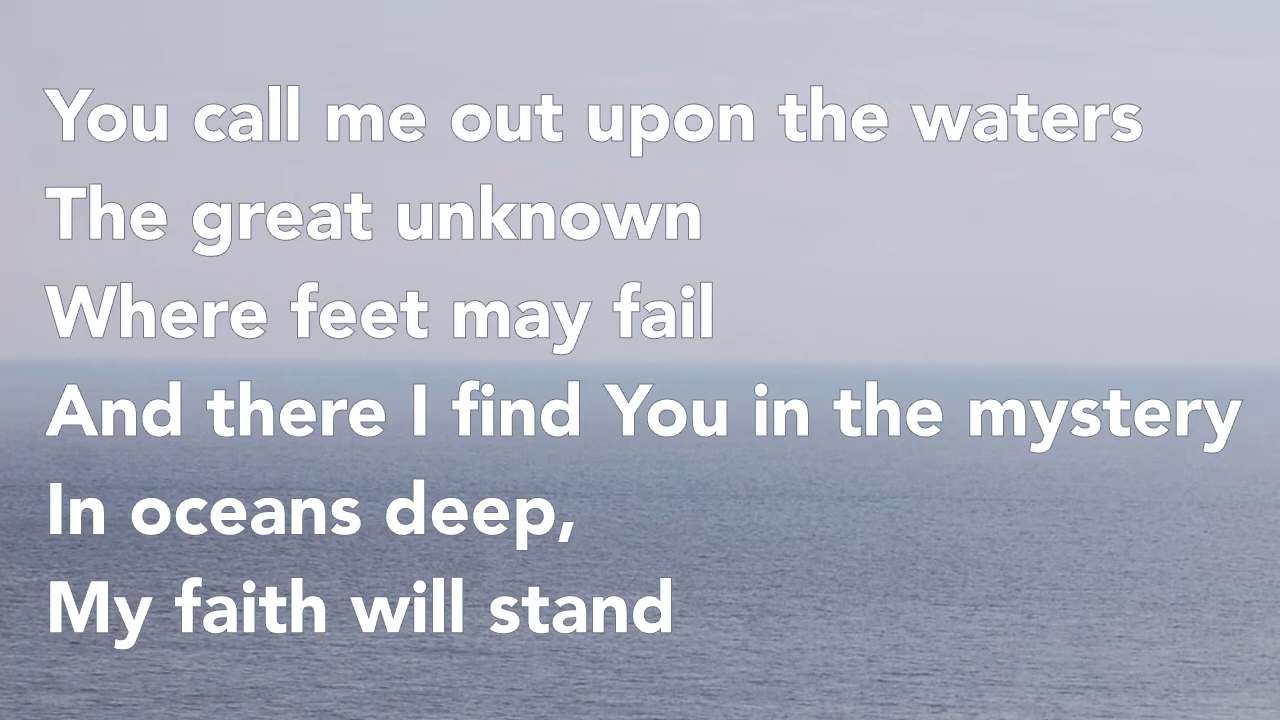 You call me out upon the waters
The great unknown
Where feet may fail
And there I find You in the mystery
In oceans deep,
My faith will stand